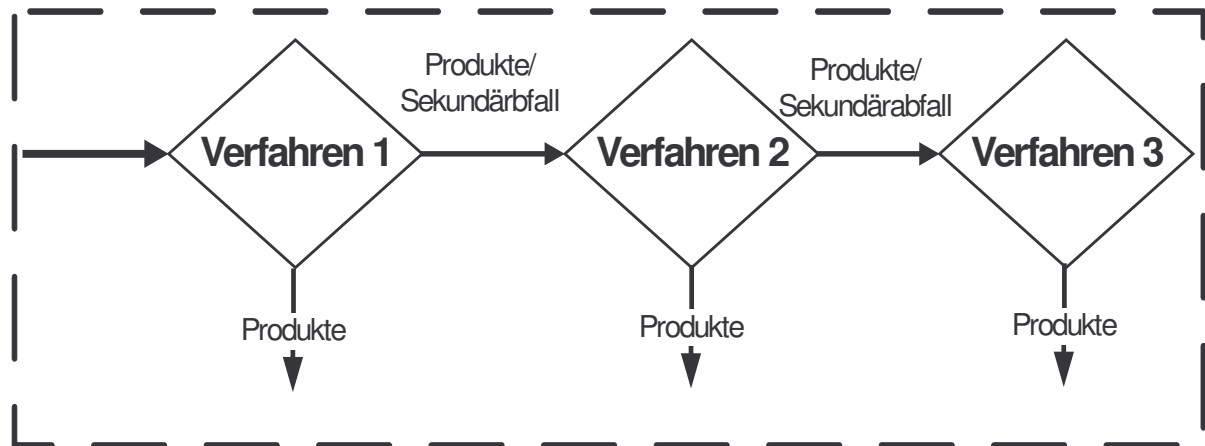 Produkte/
Sekundärbfall
Produkte/
Sekundärabfall
Verfahren 1
Verfahren 2
Verfahren 3
Produkte
Produkte
Produkte